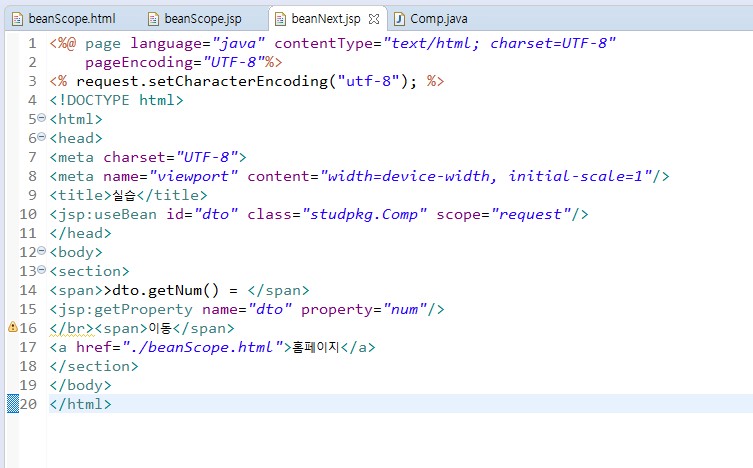 beanScope.html beanScope.jsp beanNext.jsp Comp.java
1 <%@ page language="java" contentType="text/html; charset=UTF-8"
2 pageEncoding="UTF-8"%>
3 <% request.setCharacterEncoding("utf-8"); %>
4 <!DOCTYPE html>
5 <html>
6 <head>
7 <meta charset="UTF-8">
8 <meta name="viewport" content="width=device-width, initial-scale=1"/>
9 <title>실습</title>
10 <jsp:useBean id="dto" class="studpkg.Comp" scope="request"/>
11 </head>
12 <body>
13 <section>
14 <span>>dto.getNum() = </span>
15 <jsp:getProperty name="dto" property="num"/>
16 </br><span>이동</span>
17 <a href="./beanScope.html">홈페이지</a>
18 </section>
19 </body>
20 </html>